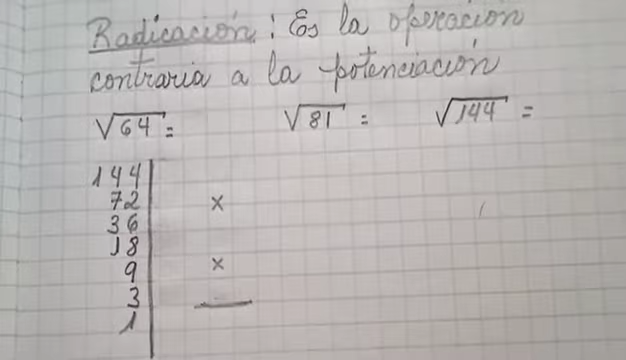 Radicación: Es la operación
contraria a la potenciación
√64 = √81 = √144 =
144
72 x
36
18
9 x
3
1